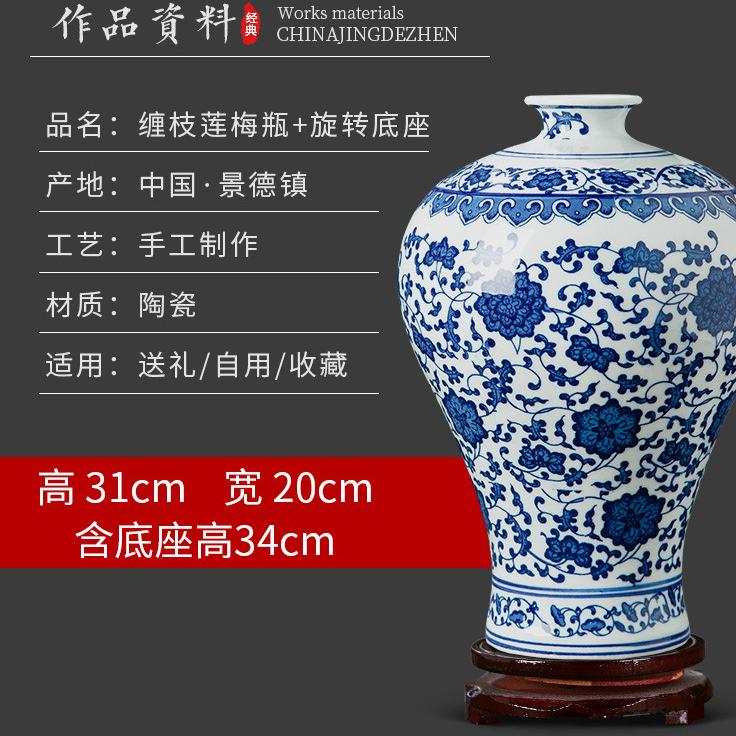 作品資料 经典 Works materials
CHINAJINGDEZHEN
品名：缠枝莲梅瓶+旋转底座
产地：中国·景德镇
工艺：手工制作
材质：陶瓷
适用：送礼/自用/收藏
高 31cm 宽 20cm
含底座高34cm